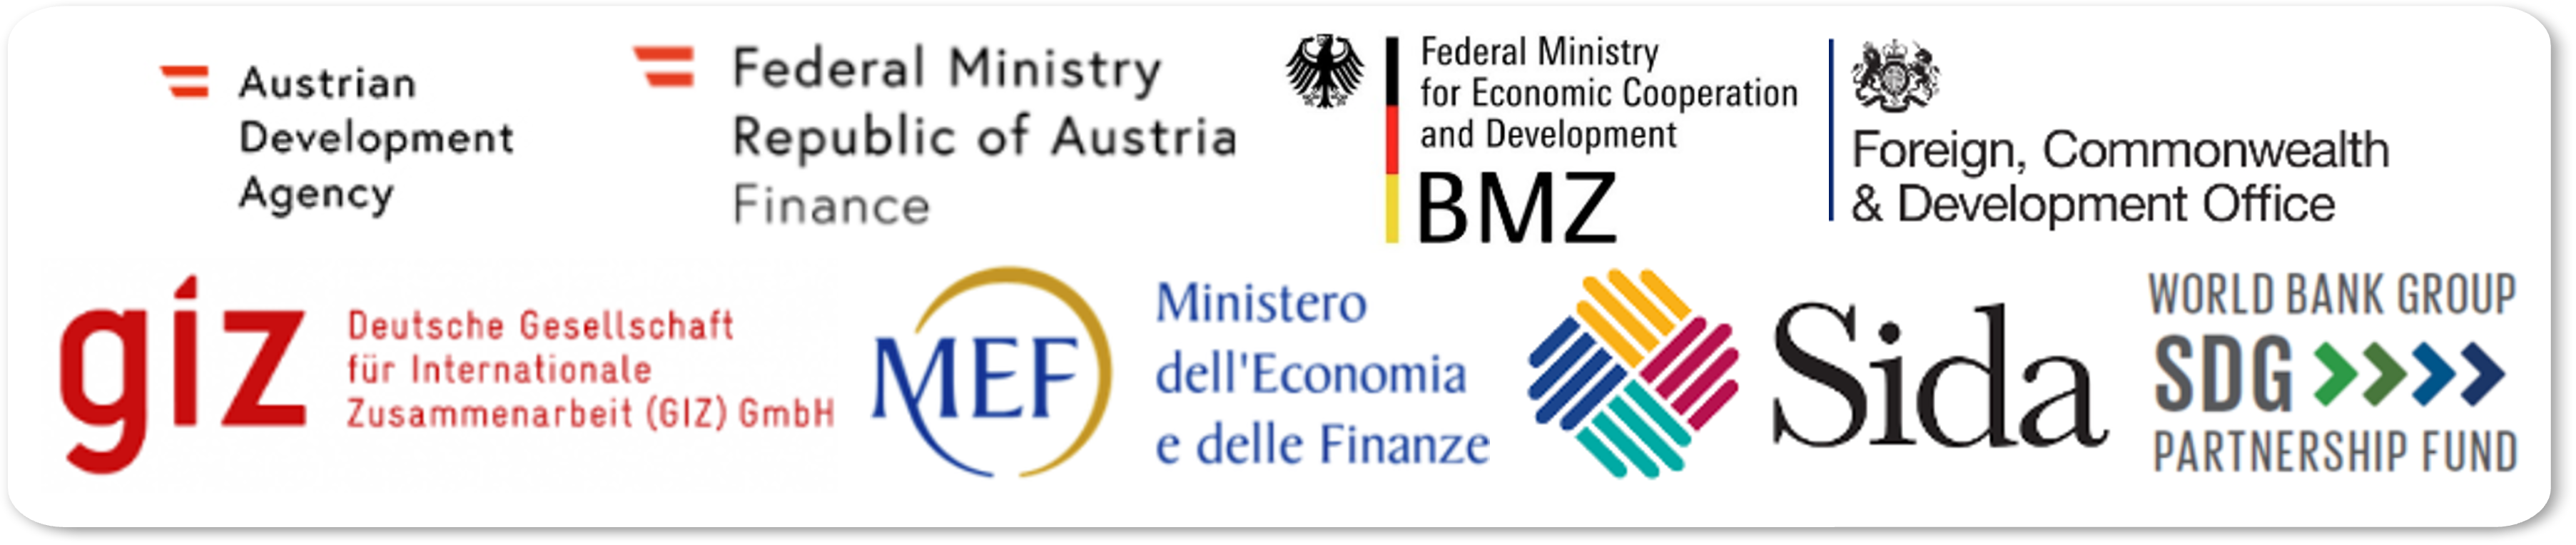 Austrian
Development
Agency
Federal Ministry
Republic of Austria
Finance
Federal Ministry
for Economic Cooperation
and Development
BMZ
Foreign, Commonwealth
& Development Office
giz
Deutsche Gesellschaft
für Internationale
Zusammenarbeit (GIZ) GmbH
MEF
Ministero
dell'Economia
e delle Finanze
Sida
WORLD BANK GROUP
SDG
PARTNERSHIP FUND